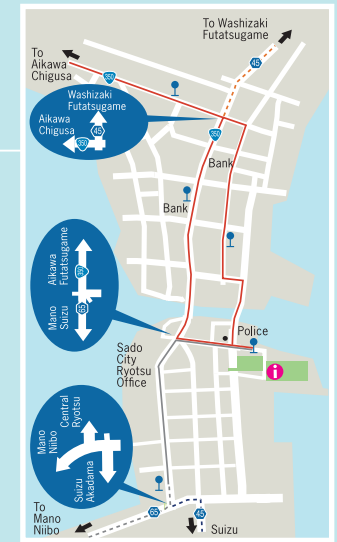 To Washizaki
Futatsugame
To
Aikawa
Chigusa
45
350
Washizaki
Futatsugame
Aikawa
Chigusa
45
350
350
Bank
Bank
Aikawa
Futatsugame
350
Mano
Suizu
65
Police
Sado
City
Ryotsu
Office
i
Central
Ryotsu
Mano
Niibo
Suizu
Akadama
To
Mano
Niibo
65
45
Suizu